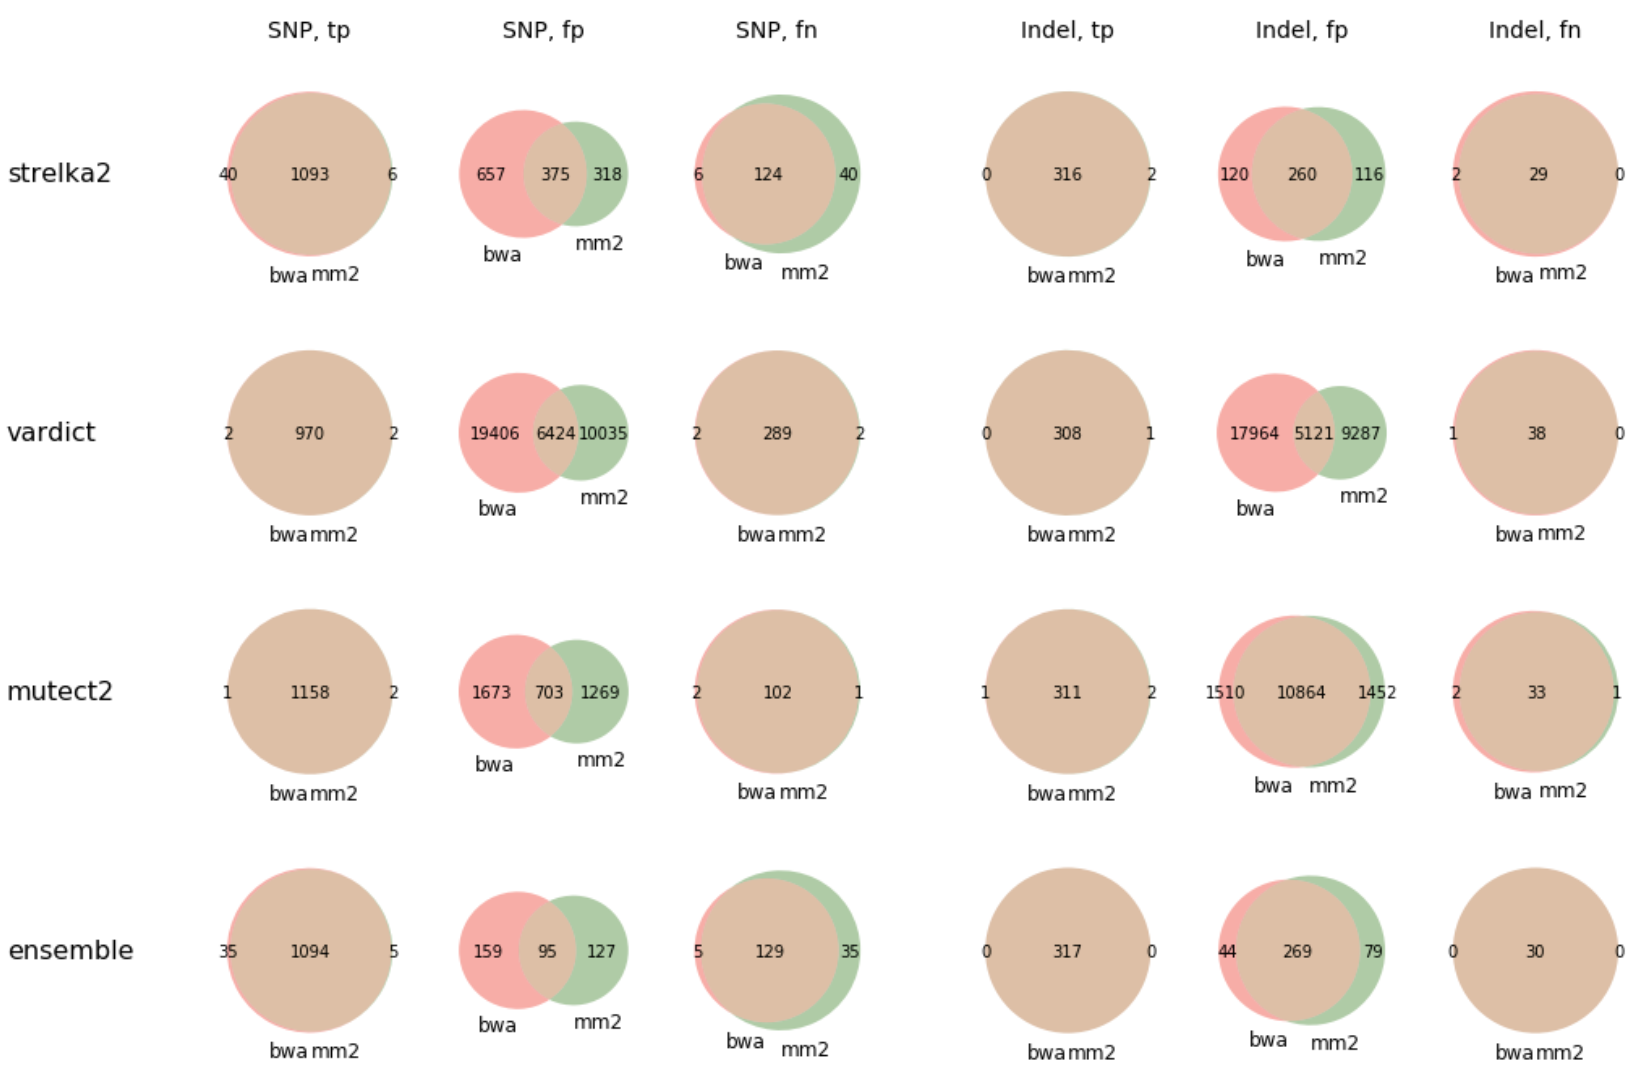 SNP, tp SNP, fp SNP, fn Indel, tp Indel, fp Indel, fn
strelka2 40 1093 6 657 375 318 6 124 40 0 316 2 120 260 116 2 29 0
bwa mm2 bwa mm2 bwa mm2 bwa mm2 bwa mm2 bwa mm2
vardict 2 970 2 19406 6424 10035 2 289 2 0 308 1 17964 5121 9287 1 38 0
bwa mm2 bwa mm2 bwa mm2 bwa mm2 bwa mm2 bwa mm2
mutect2 1 1158 2 1673 703 1269 2 102 1 1 311 2 1510 10864 1452 2 33 1
bwa mm2 bwa mm2 bwa mm2 bwa mm2 bwa mm2 bwa mm2
ensemble 35 1094 5 159 95 127 5 129 35 0 317 0 44 269 79 0 30 0
bwa mm2 bwa mm2 bwa mm2 bwa mm2 bwa mm2 bwa mm2